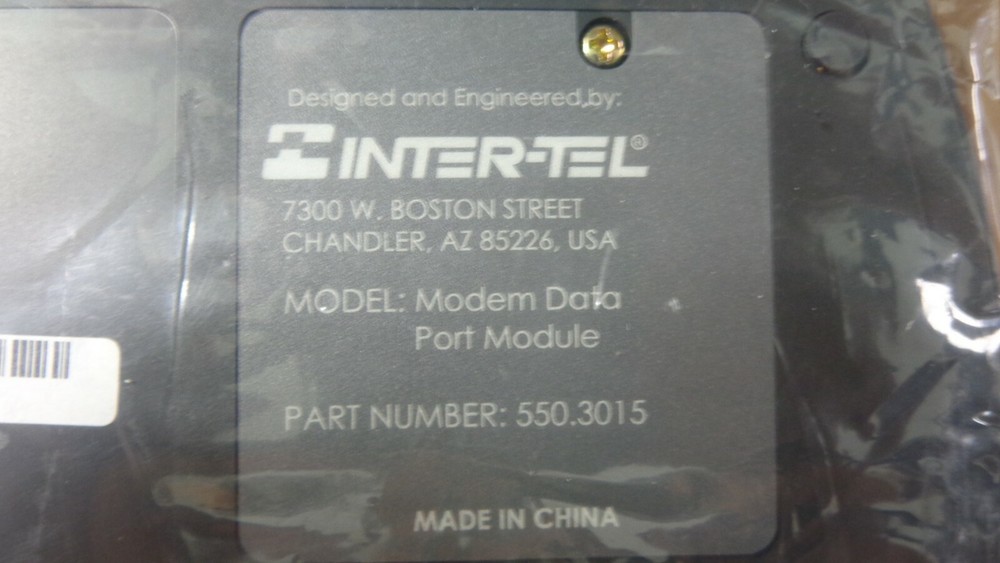 Designed and Engineered by:
INTER-TEL®
7300 W. BOSTON STREET
CHANDLER, AZ 85226, USA
MODEL: Modem Data
Port Module
PART NUMBER: 550.3015
MADE IN CHINA